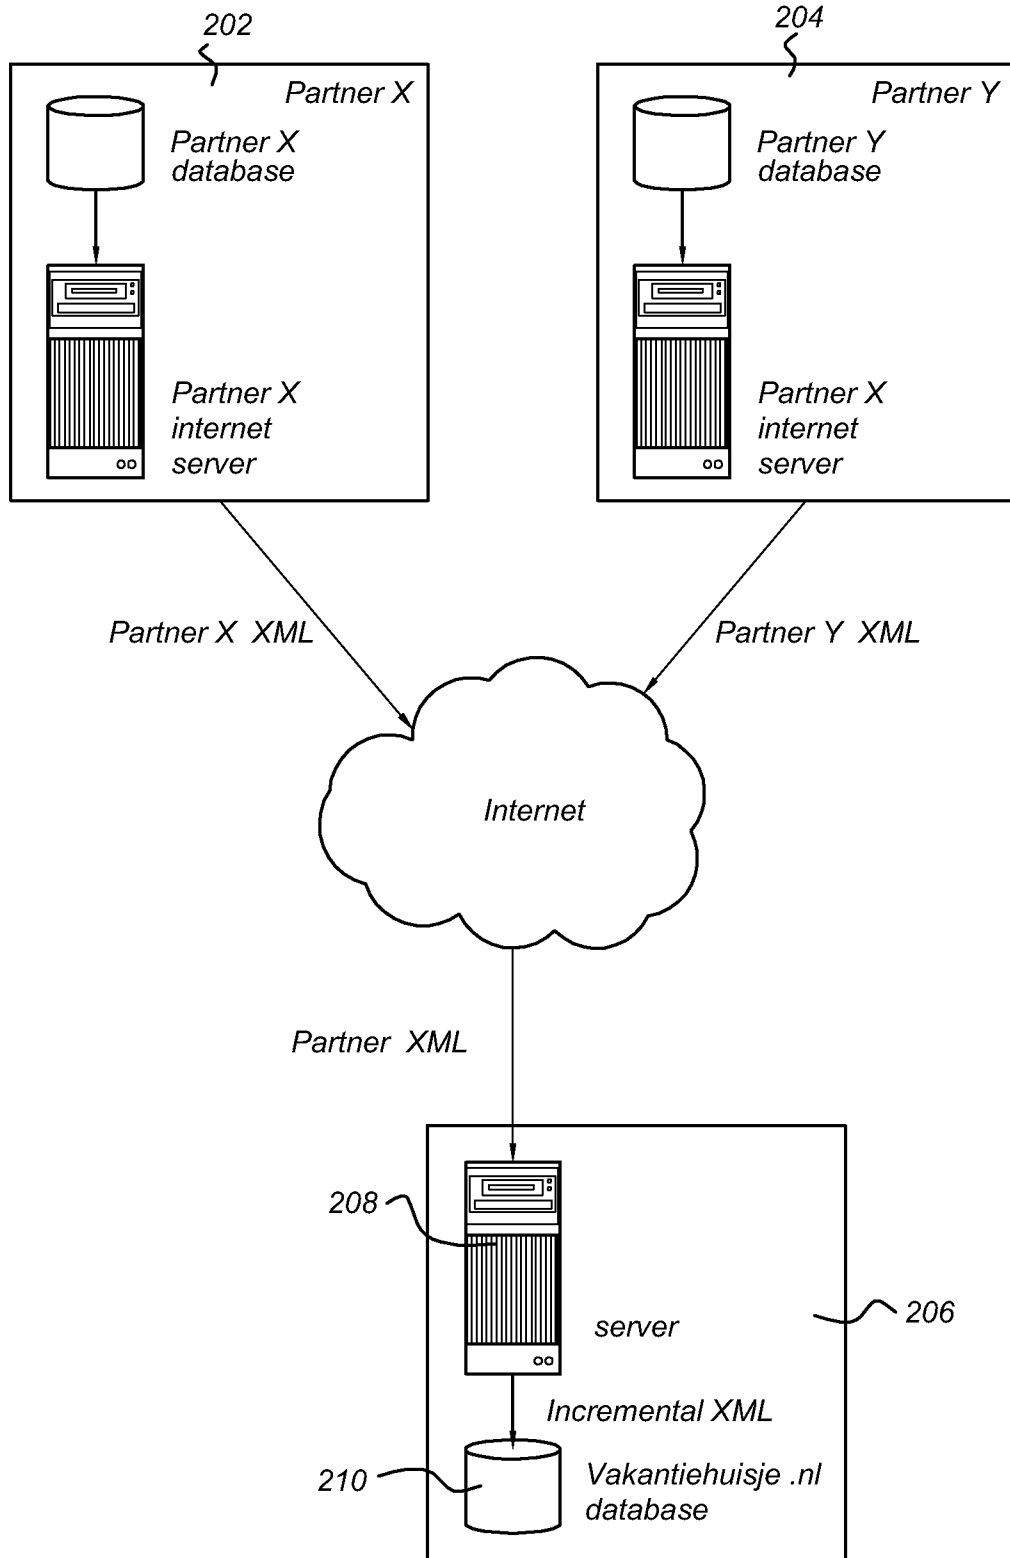 202
204
Partner X
Partner Y
Partner X
database
Partner Y
database
Partner X
internet
server
Partner X
internet
server
Partner X XML
Partner Y XML
Internet
Partner XML
208
206
server
Incremental XML
210
Vakantiehuisje .nl
database